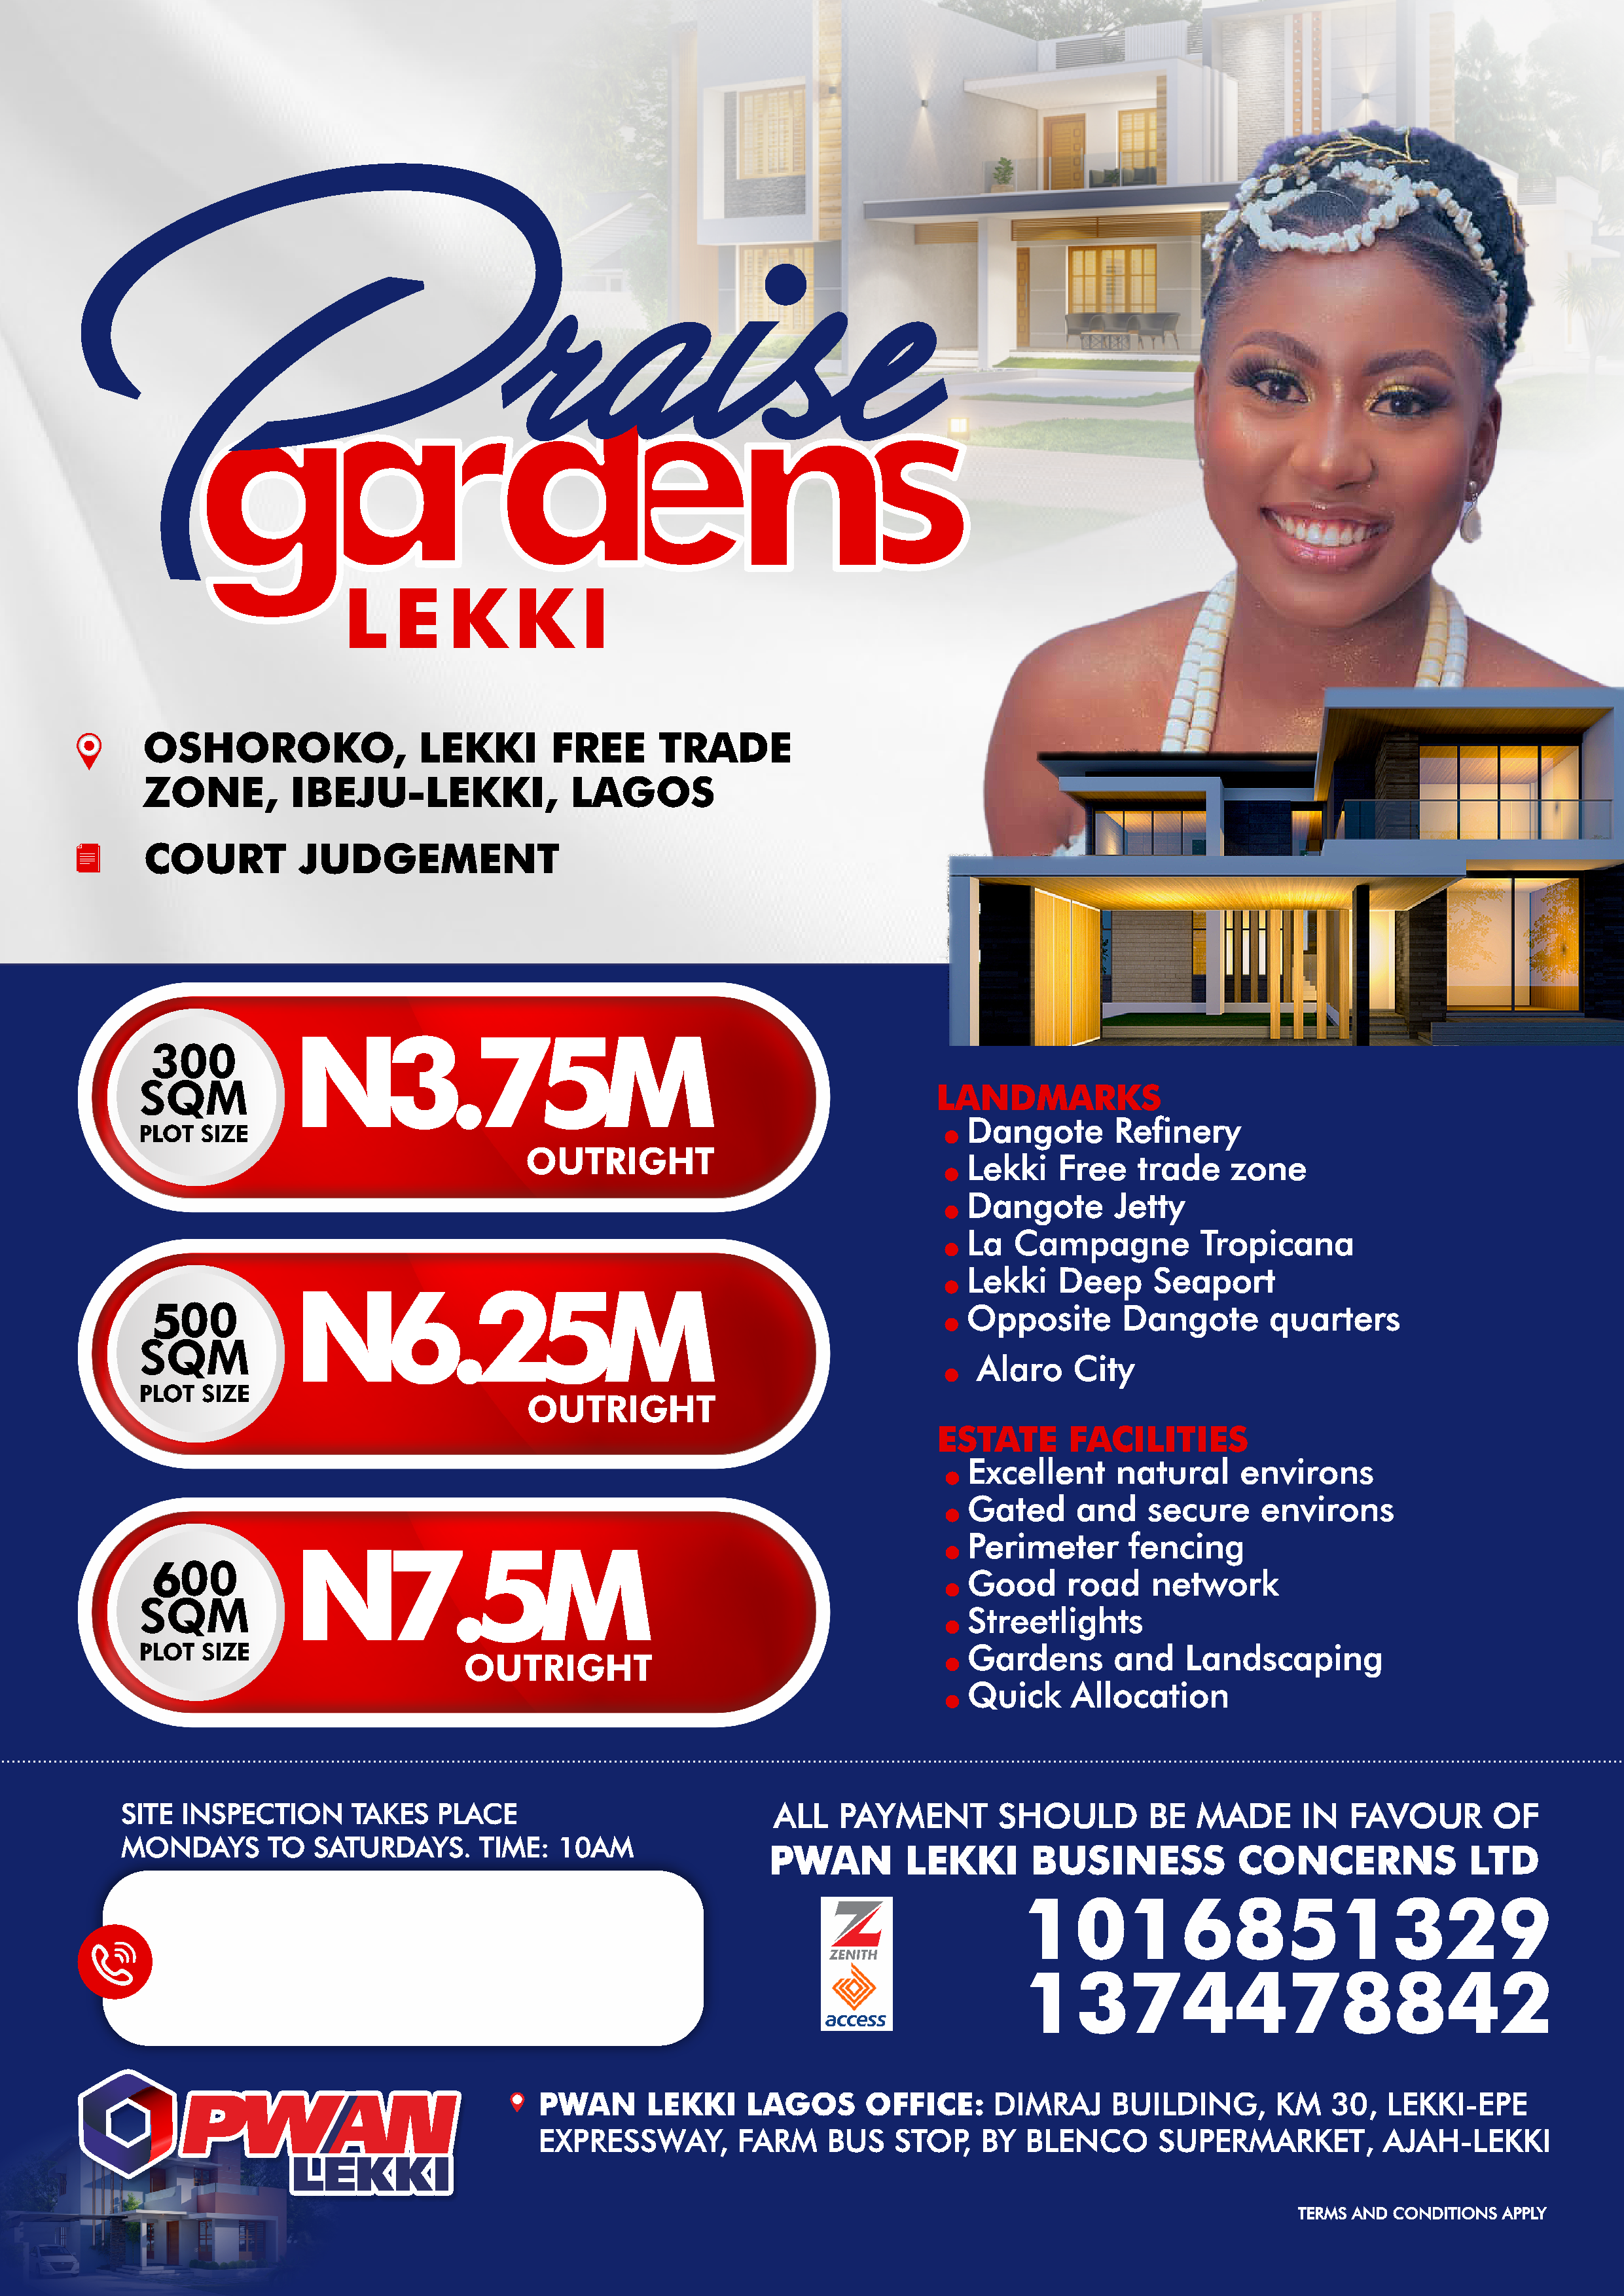 Praise
gardens
LEKKI
OSHOROKO, LEKKI FREE TRADE
ZONE, IBEJU-LEKKI, LAGOS
COURT JUDGEMENT
300
SQM
PLOT SIZE
N3.75M
OUTRIGHT
500
SQM
PLOT SIZE
N6.25M
OUTRIGHT
600
SQM
PLOT SIZE
N7.5M
OUTRIGHT
LANDMARKS
• Dangote Refinery
• Lekki Free trade zone
• Dangote Jetty
• La Campagne Tropicana
• Lekki Deep Seaport
• Opposite Dangote quarters
• Alaro City
ESTATE FACILITIES
• Excellent natural environs
• Gated and secure environs
• Perimeter fencing
• Good road network
• Streetlights
• Gardens and Landscaping
• Quick Allocation
SITE INSPECTION TAKES PLACE
MONDAYS TO SATURDAYS. TIME: 10AM
ALL PAYMENT SHOULD BE MADE IN FAVOUR OF
PWAN LEKKI BUSINESS CONCERNS LTD
Z
ZENITH
1016851329
access
1374478842
PWAN
LEKKI
PWAN LEKKI LAGOS OFFICE: DIMRAJ BUILDING, KM 30, LEKKI-EPE
EXPRESSWAY, FARM BUS STOP, BY BLENCO SUPERMARKET, AJAH-LEKKI
TERMS AND CONDITIONS APPLY